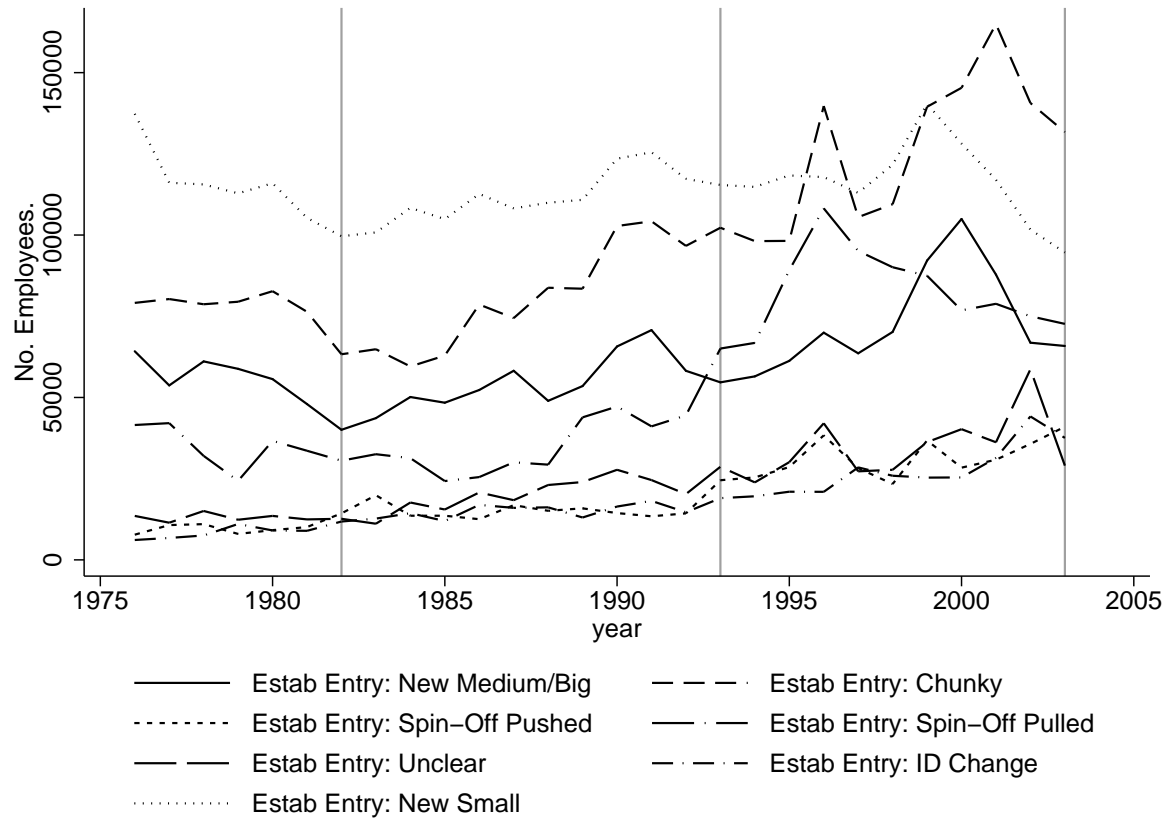 150000
100000
50000
0
No. Employees.
1975 1980 1985 1990 1995 2000 2005
year
Estab Entry: New Medium/Big Estab Entry: Chunky
Estab Entry: Spin−Off Pushed Estab Entry: Spin−Off Pulled
Estab Entry: Unclear Estab Entry: ID Change
Estab Entry: New Small